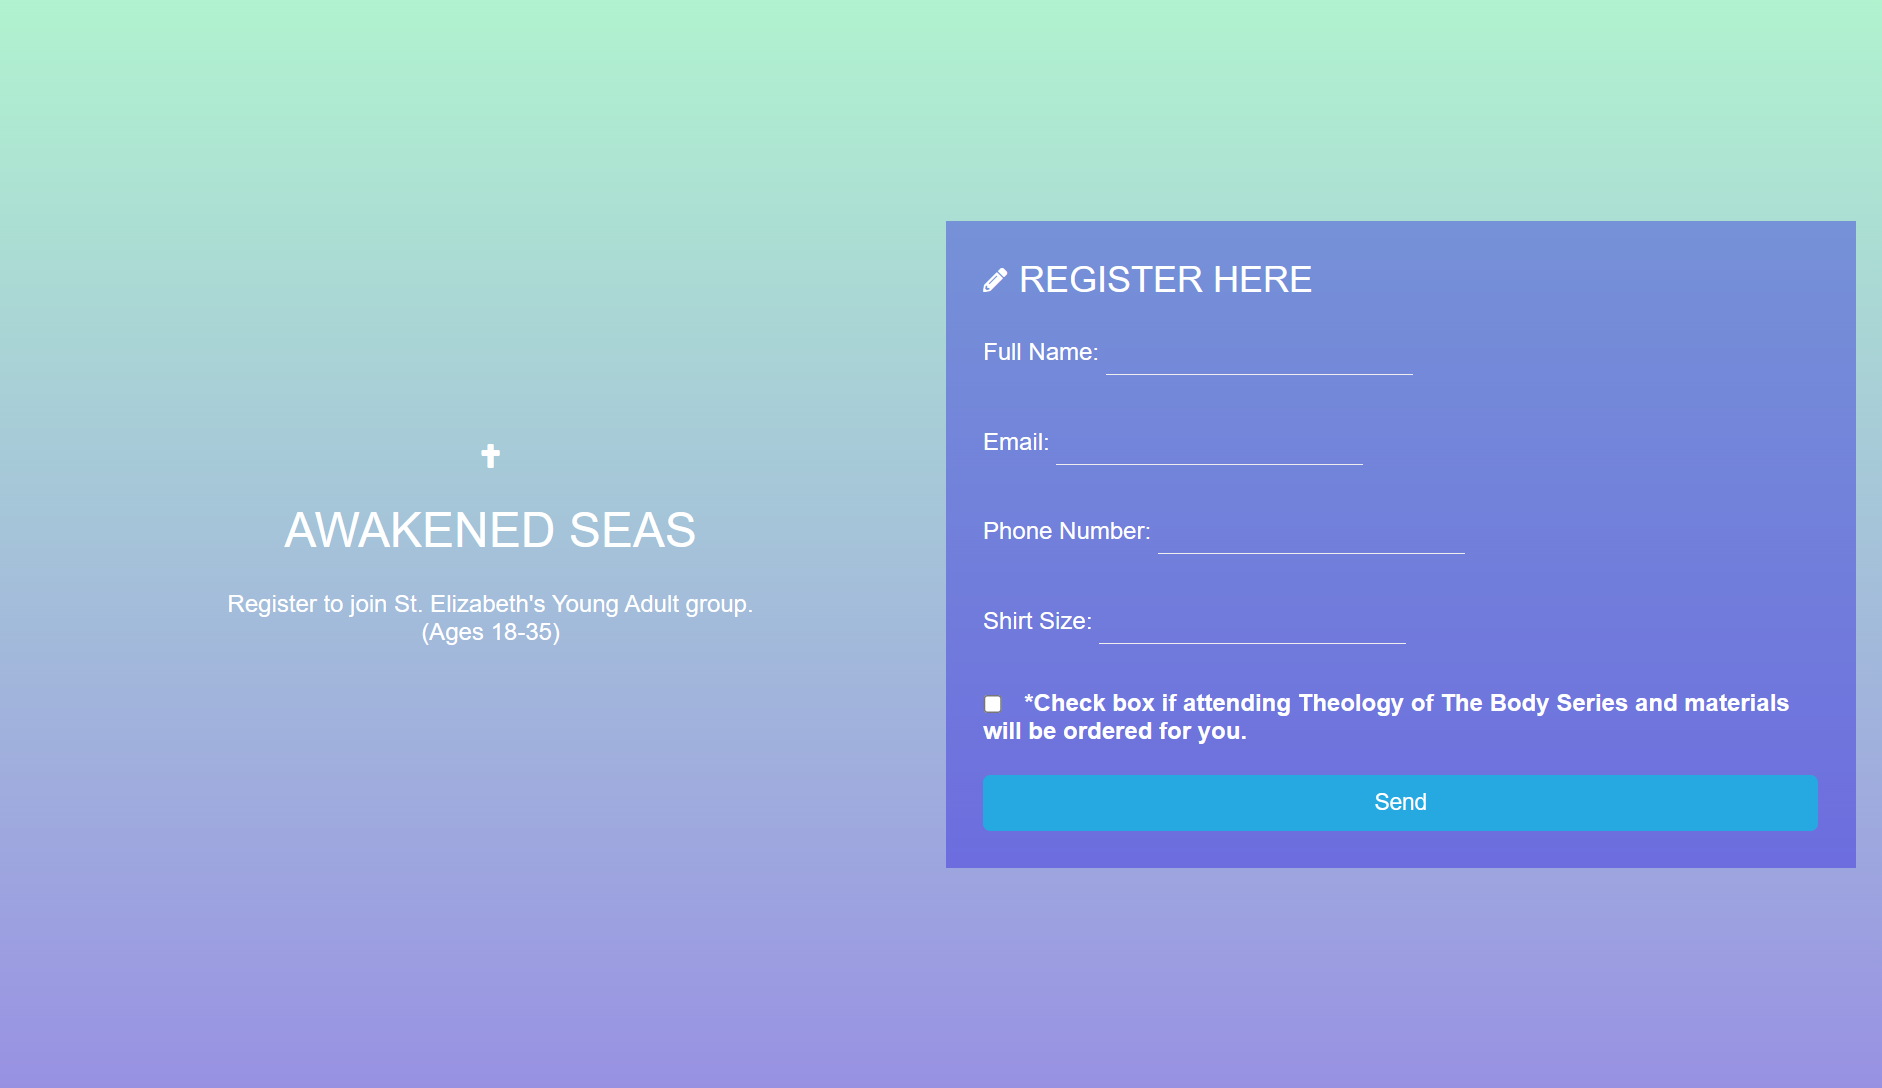 AWAKENED SEAS
Register to join St. Elizabeth's Young Adult group.
(Ages 18-35)
REGISTER HERE
Full Name:
Email:
Phone Number:
Shirt Size:
*Check box if attending Theology of The Body Series and materials
will be ordered for you.
Send